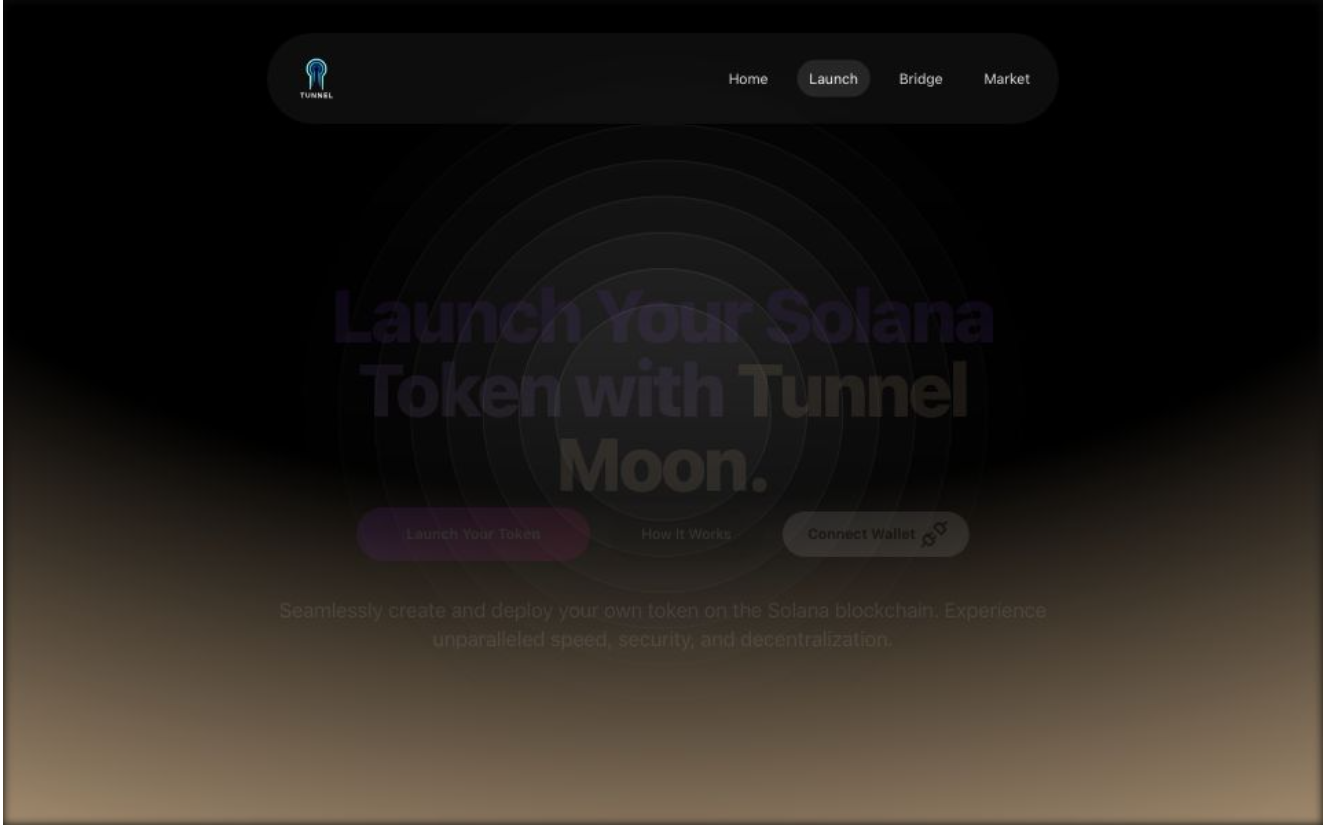 TUNNEL
Home
Launch
Bridge
Market
Launch Your Solana
Token with Tunnel
Moon.
Launch Your Token
How It Works
Connect Wallet
Seamlessly create and deploy your own token on the Solana blockchain. Experience
unparalleled speed, security, and decentralization.